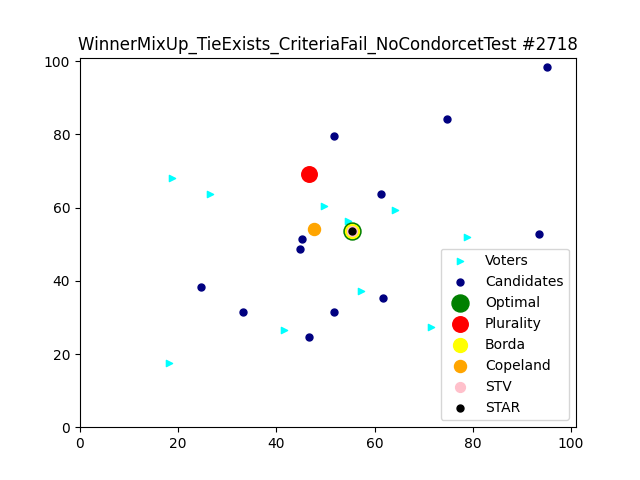 WinnerMixUp_TieExists_CriteriaFail_NoCondorcetTest #2718
100
80
60
40
20
0
0 20 40 60 80 100
Voters
Candidates
Optimal
Plurality
Borda
Copeland
STV
STAR